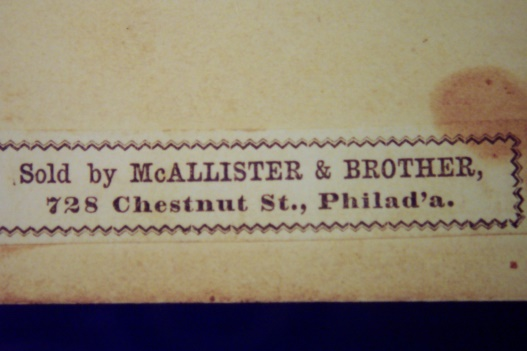 Sold by McALLISTER & BROTHER,
728 Chestnut St., Philad'a.